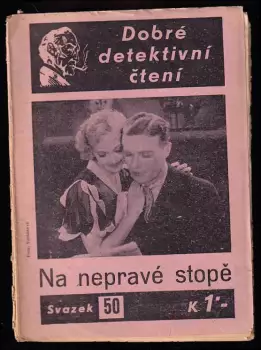 Dobré
detektivní
čtení
Na nepravé stopě
Svazek 50 K 1·-